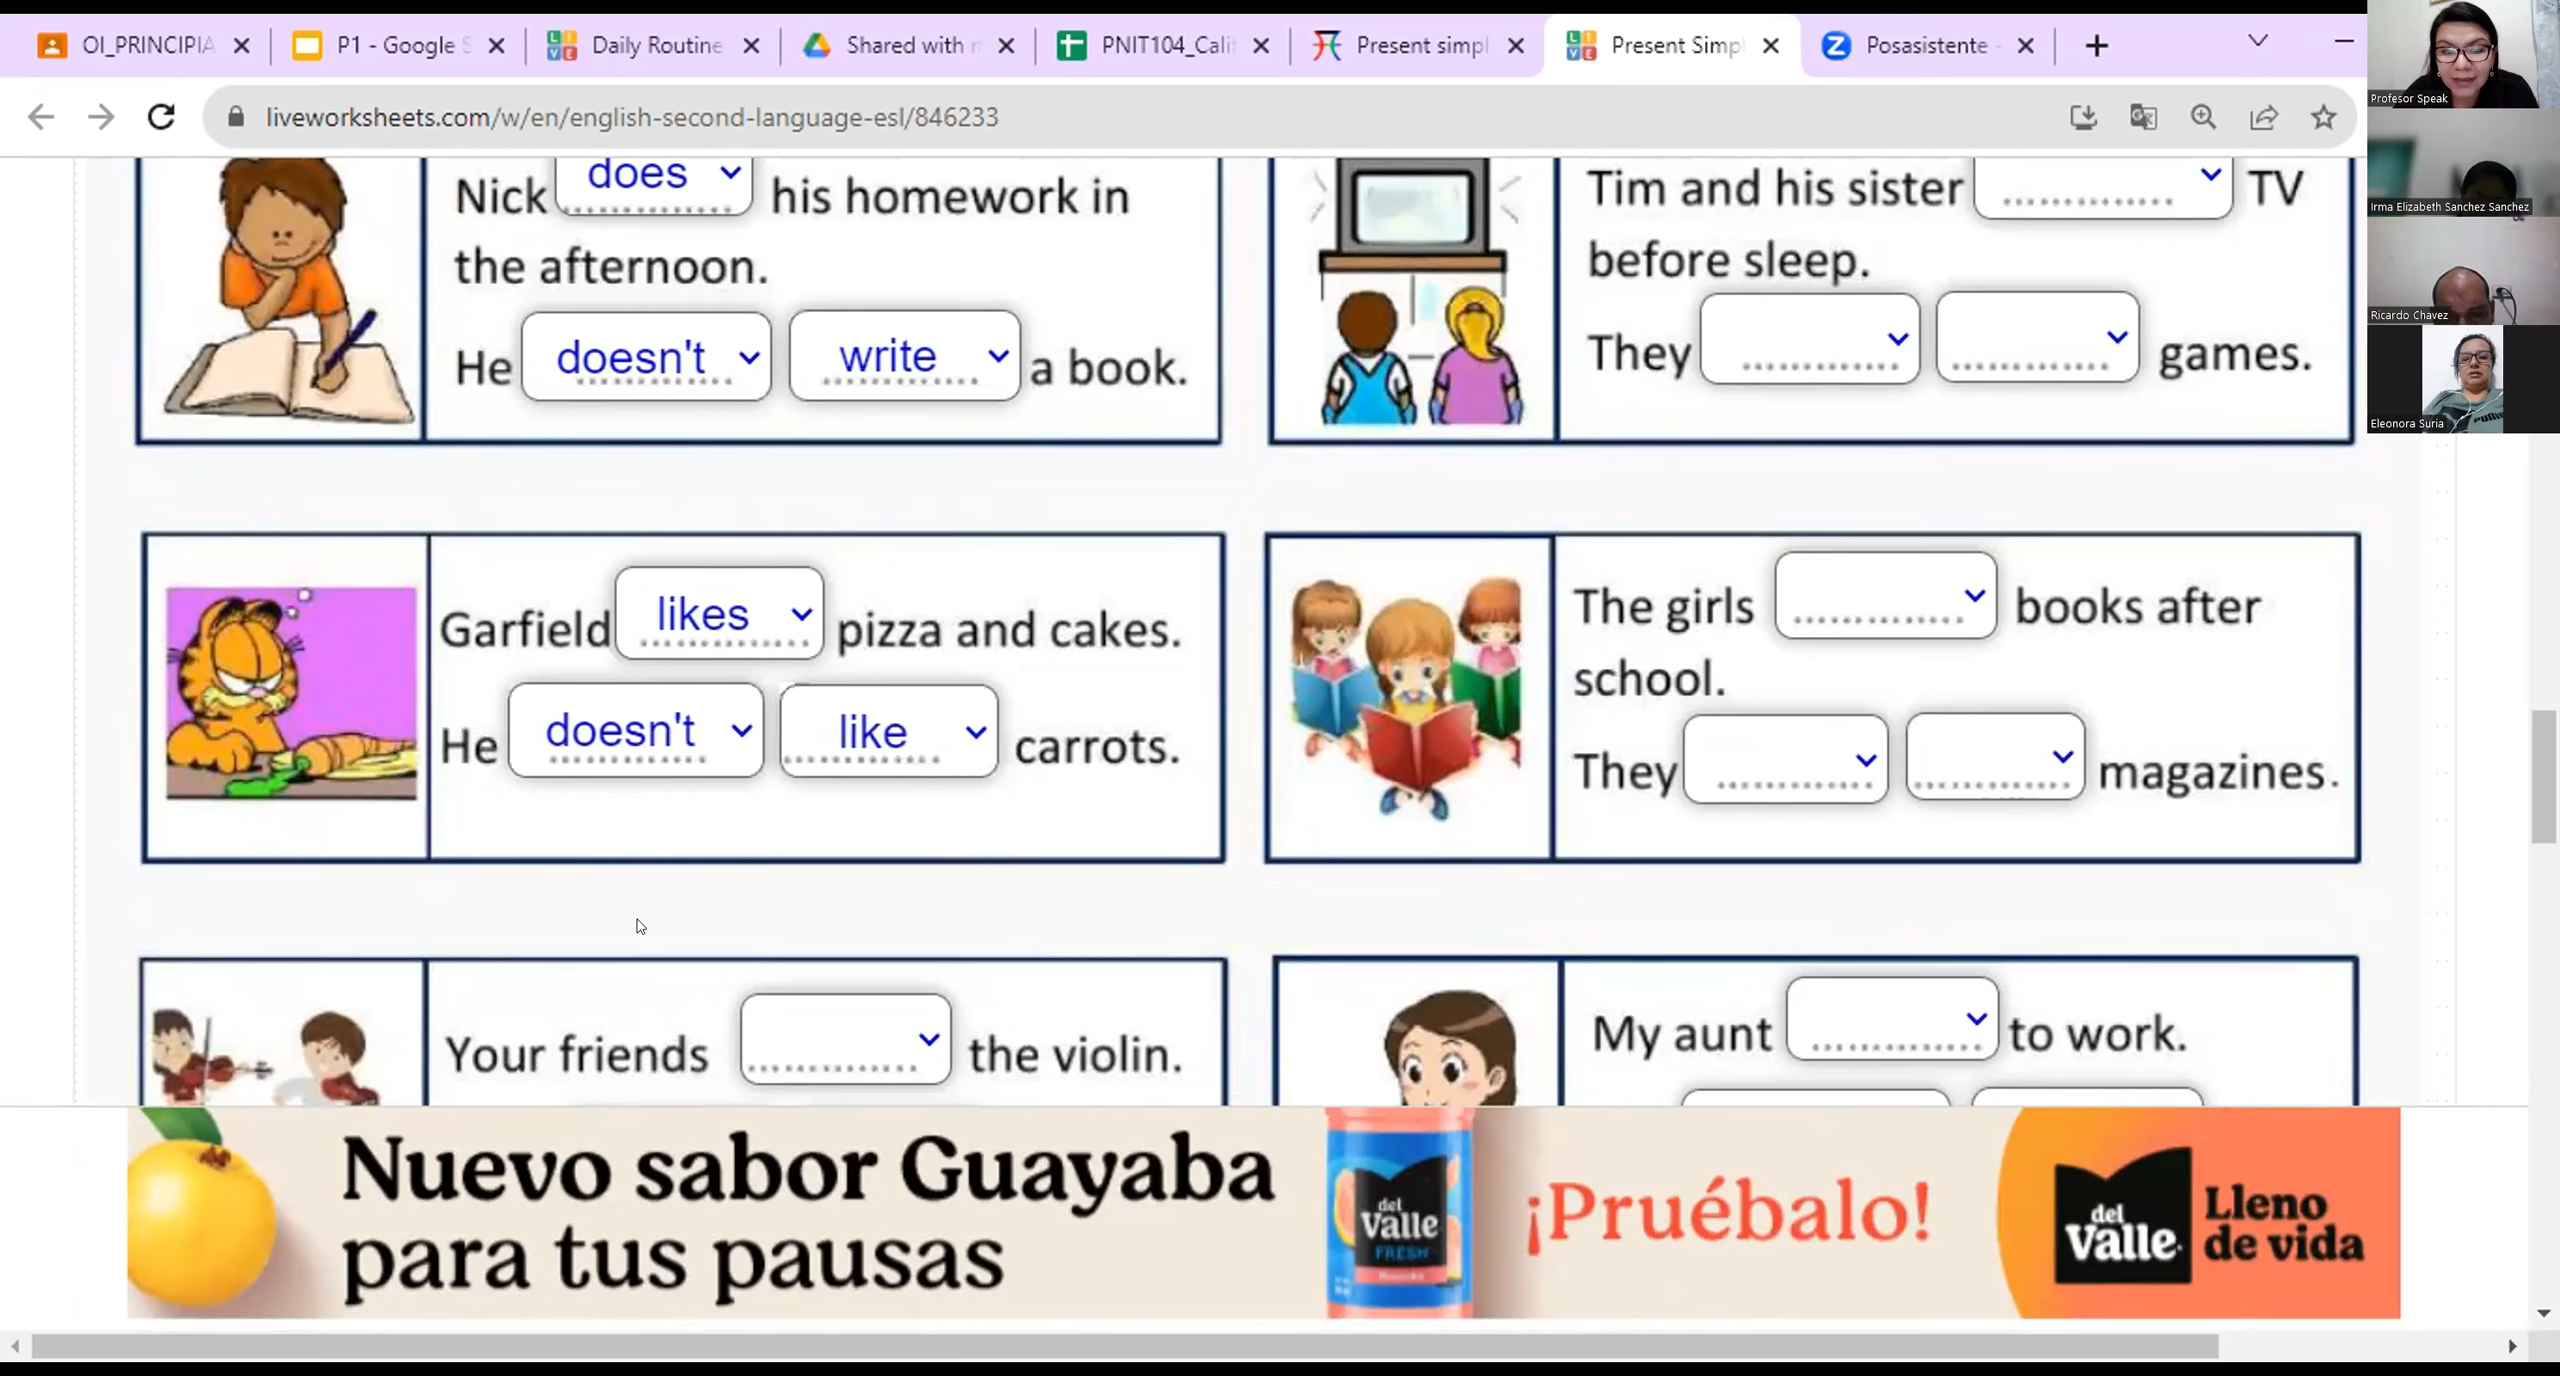 OI_PRINCIPIA
P1 - Google S
Daily Routine
Shared with m
PNIT104_Cali
Present simpl
Present Simp
Posasistente -
liveworksheets.com/w/en/english-second-language-esl/846233
Profesor Speak
Irma Elizabeth Sanchez Sanchez
Ricardo Chavez
Eleonora Suria
Nick does his homework in
the afternoon.
He doesn't write a book.
Tim and his sister .............. TV
before sleep.
They ............. ............. games.
Garfield likes pizza and cakes.
He doesn't like carrots.
The girls .............. books after
school.
They ............. ............. magazines.
Your friends .............. the violin.
My aunt .............. to work.
Nuevo sabor Guayaba
para tus pausas
del
Valle
FRESH
¡Pruébalo!
del
Valle
Lleno
de vida